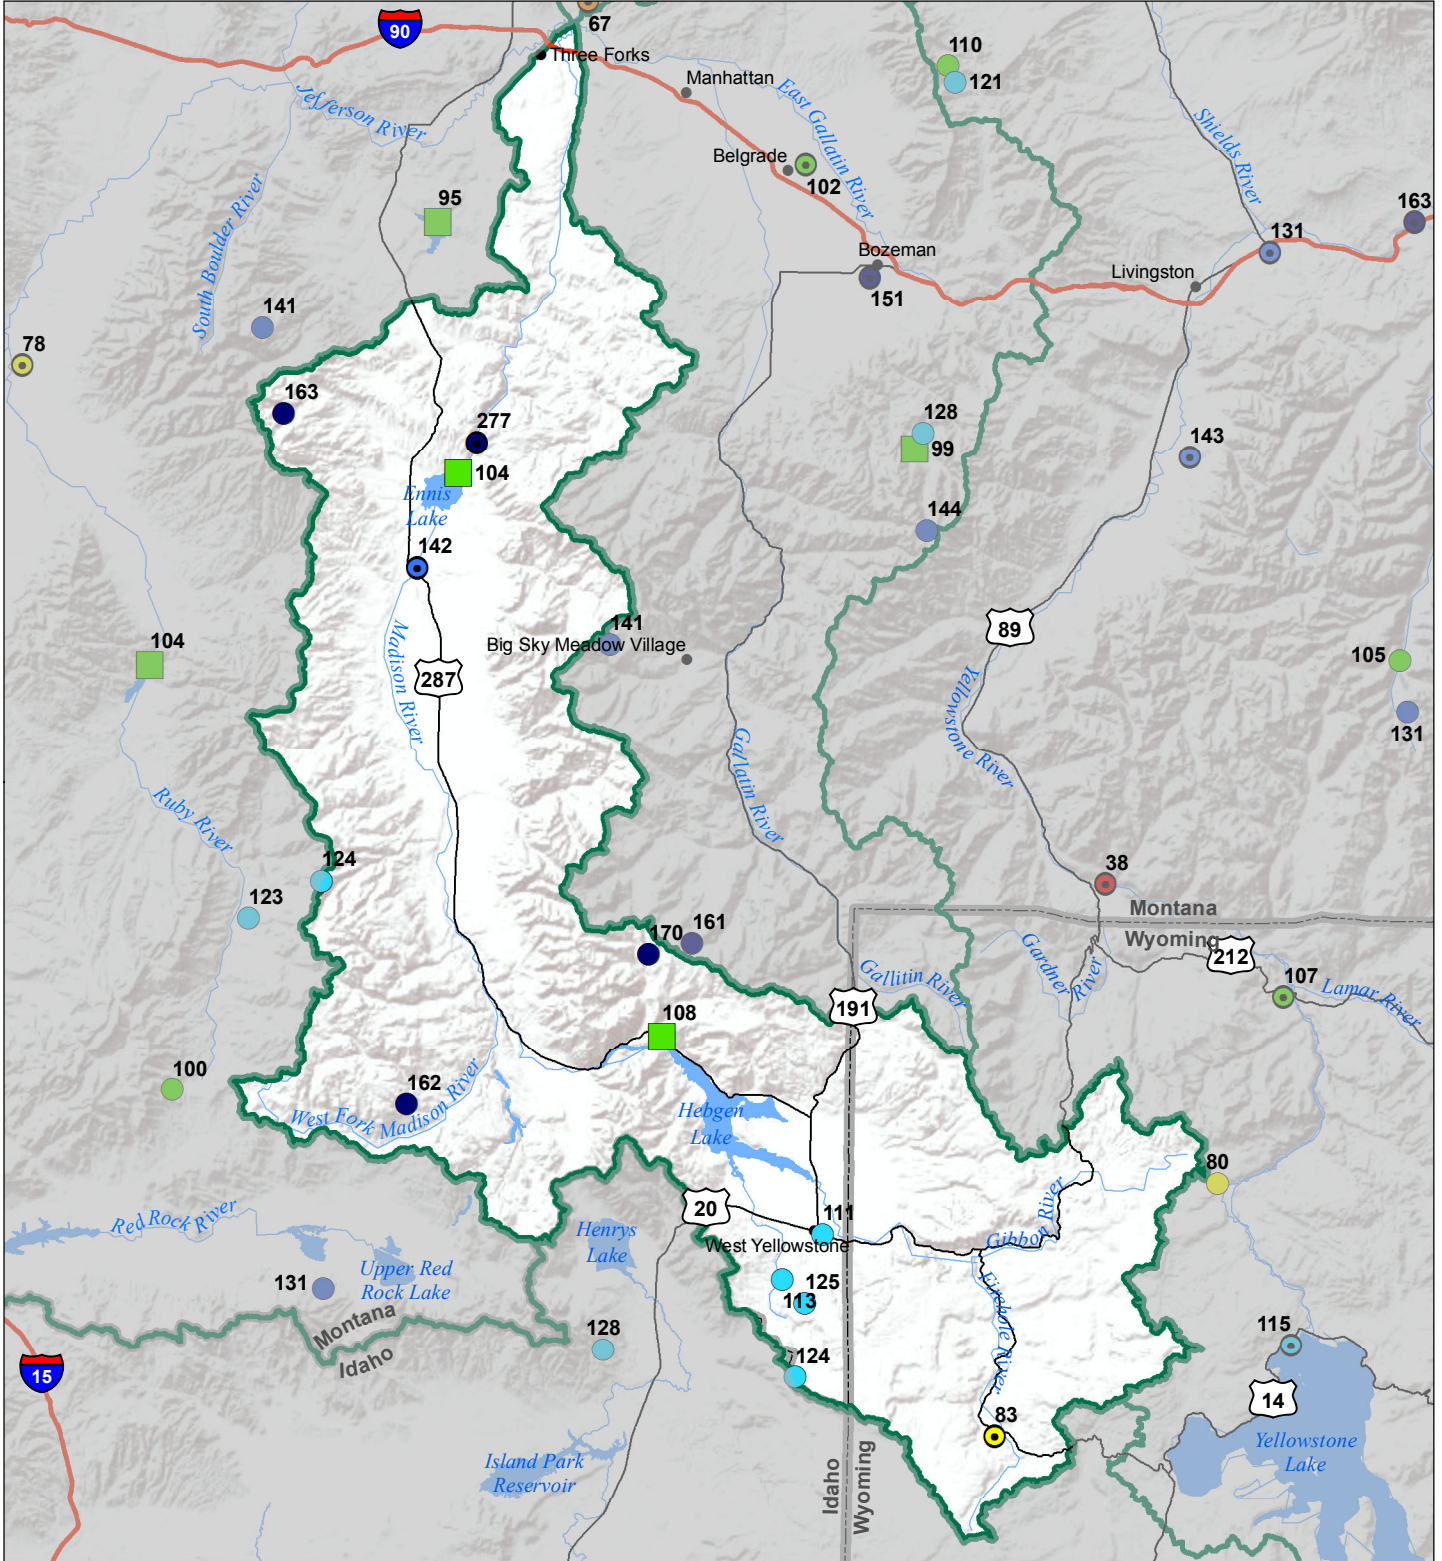 67
90
Three Forks
110
Manhattan
121
Jefferson River
East Gallatin River
Shields River
Belgrade
102
95
163
South Boulder River
131
Bozeman
Livingston
151
141
78
163
277
128
99
143
104
Ennis
Lake
144
142
141
89
Big Sky Meadow Village
104
105
Madison River
287
Yellowstone River
131
Gallatin River
Ruby River
124
38
123
Montana
Wyoming
170
161
Gardner
River
212
Gallitin River
107
Lamar River
191
108
100
162
West Fork Madison River
Hebgen
Lake
80
Red Rock River
20
111
Gibbon River
Henrys
Lake
West Yellowstone
Upper Red
Rock Lake
131
125
113
Firehole River
Montana
Idaho
128
115
124
15
14
83
Yellowstone
Lake
Island Park
Reservoir
Idaho
Wyoming